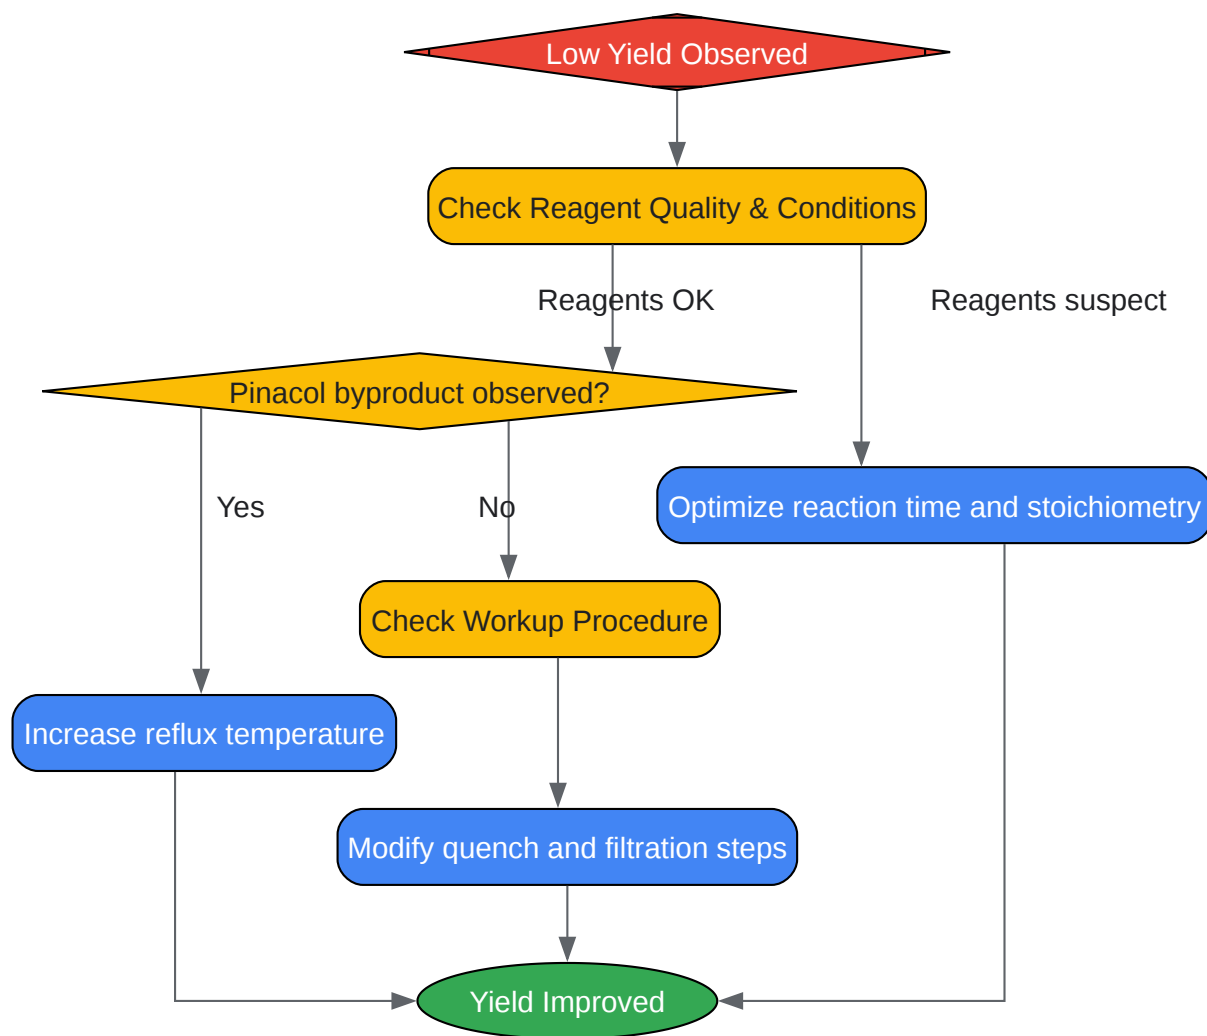 Low Yield Observed
Check Reagent Quality & Conditions
Reagents OK
Reagents suspect
Pinacol byproduct observed?
Yes
No
Optimize reaction time and stoichiometry
Check Workup Procedure
Increase reflux temperature
Modify quench and filtration steps
Yield Improved